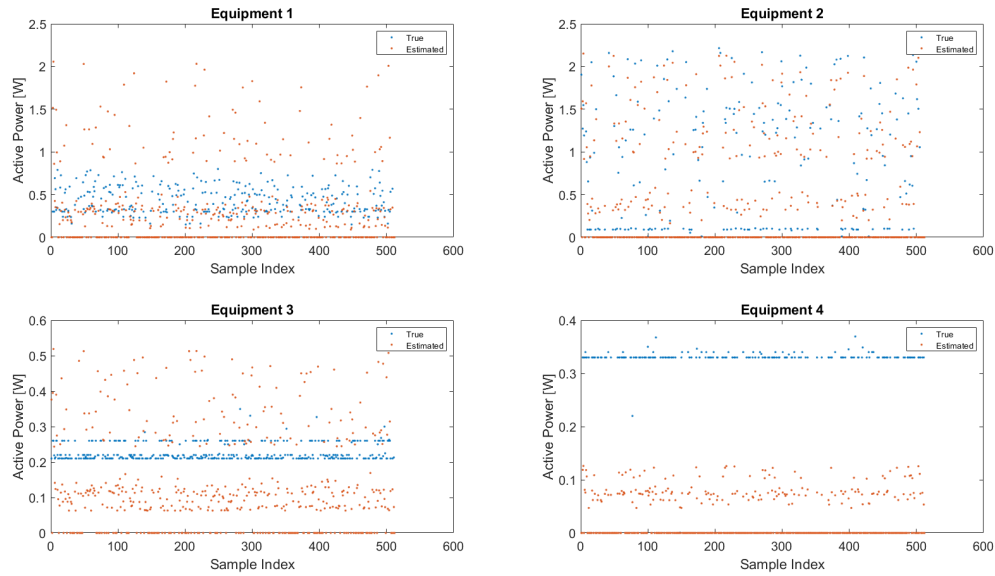 Equipment 1
2.5
2
1.5
1
0.5
0
0 100 200 300 400 500 600
Active Power [W]
Sample Index
True
Estimated
Equipment 2
2.5
2
1.5
1
0.5
0
0 100 200 300 400 500 600
Active Power [W]
Sample Index
True
Estimated
Equipment 3
0.6
0.5
0.4
0.3
0.2
0.1
0
0 100 200 300 400 500 600
Active Power [W]
Sample Index
True
Estimated
Equipment 4
0.4
0.3
0.2
0.1
0
0 100 200 300 400 500 600
Active Power [W]
Sample Index
True
Estimated